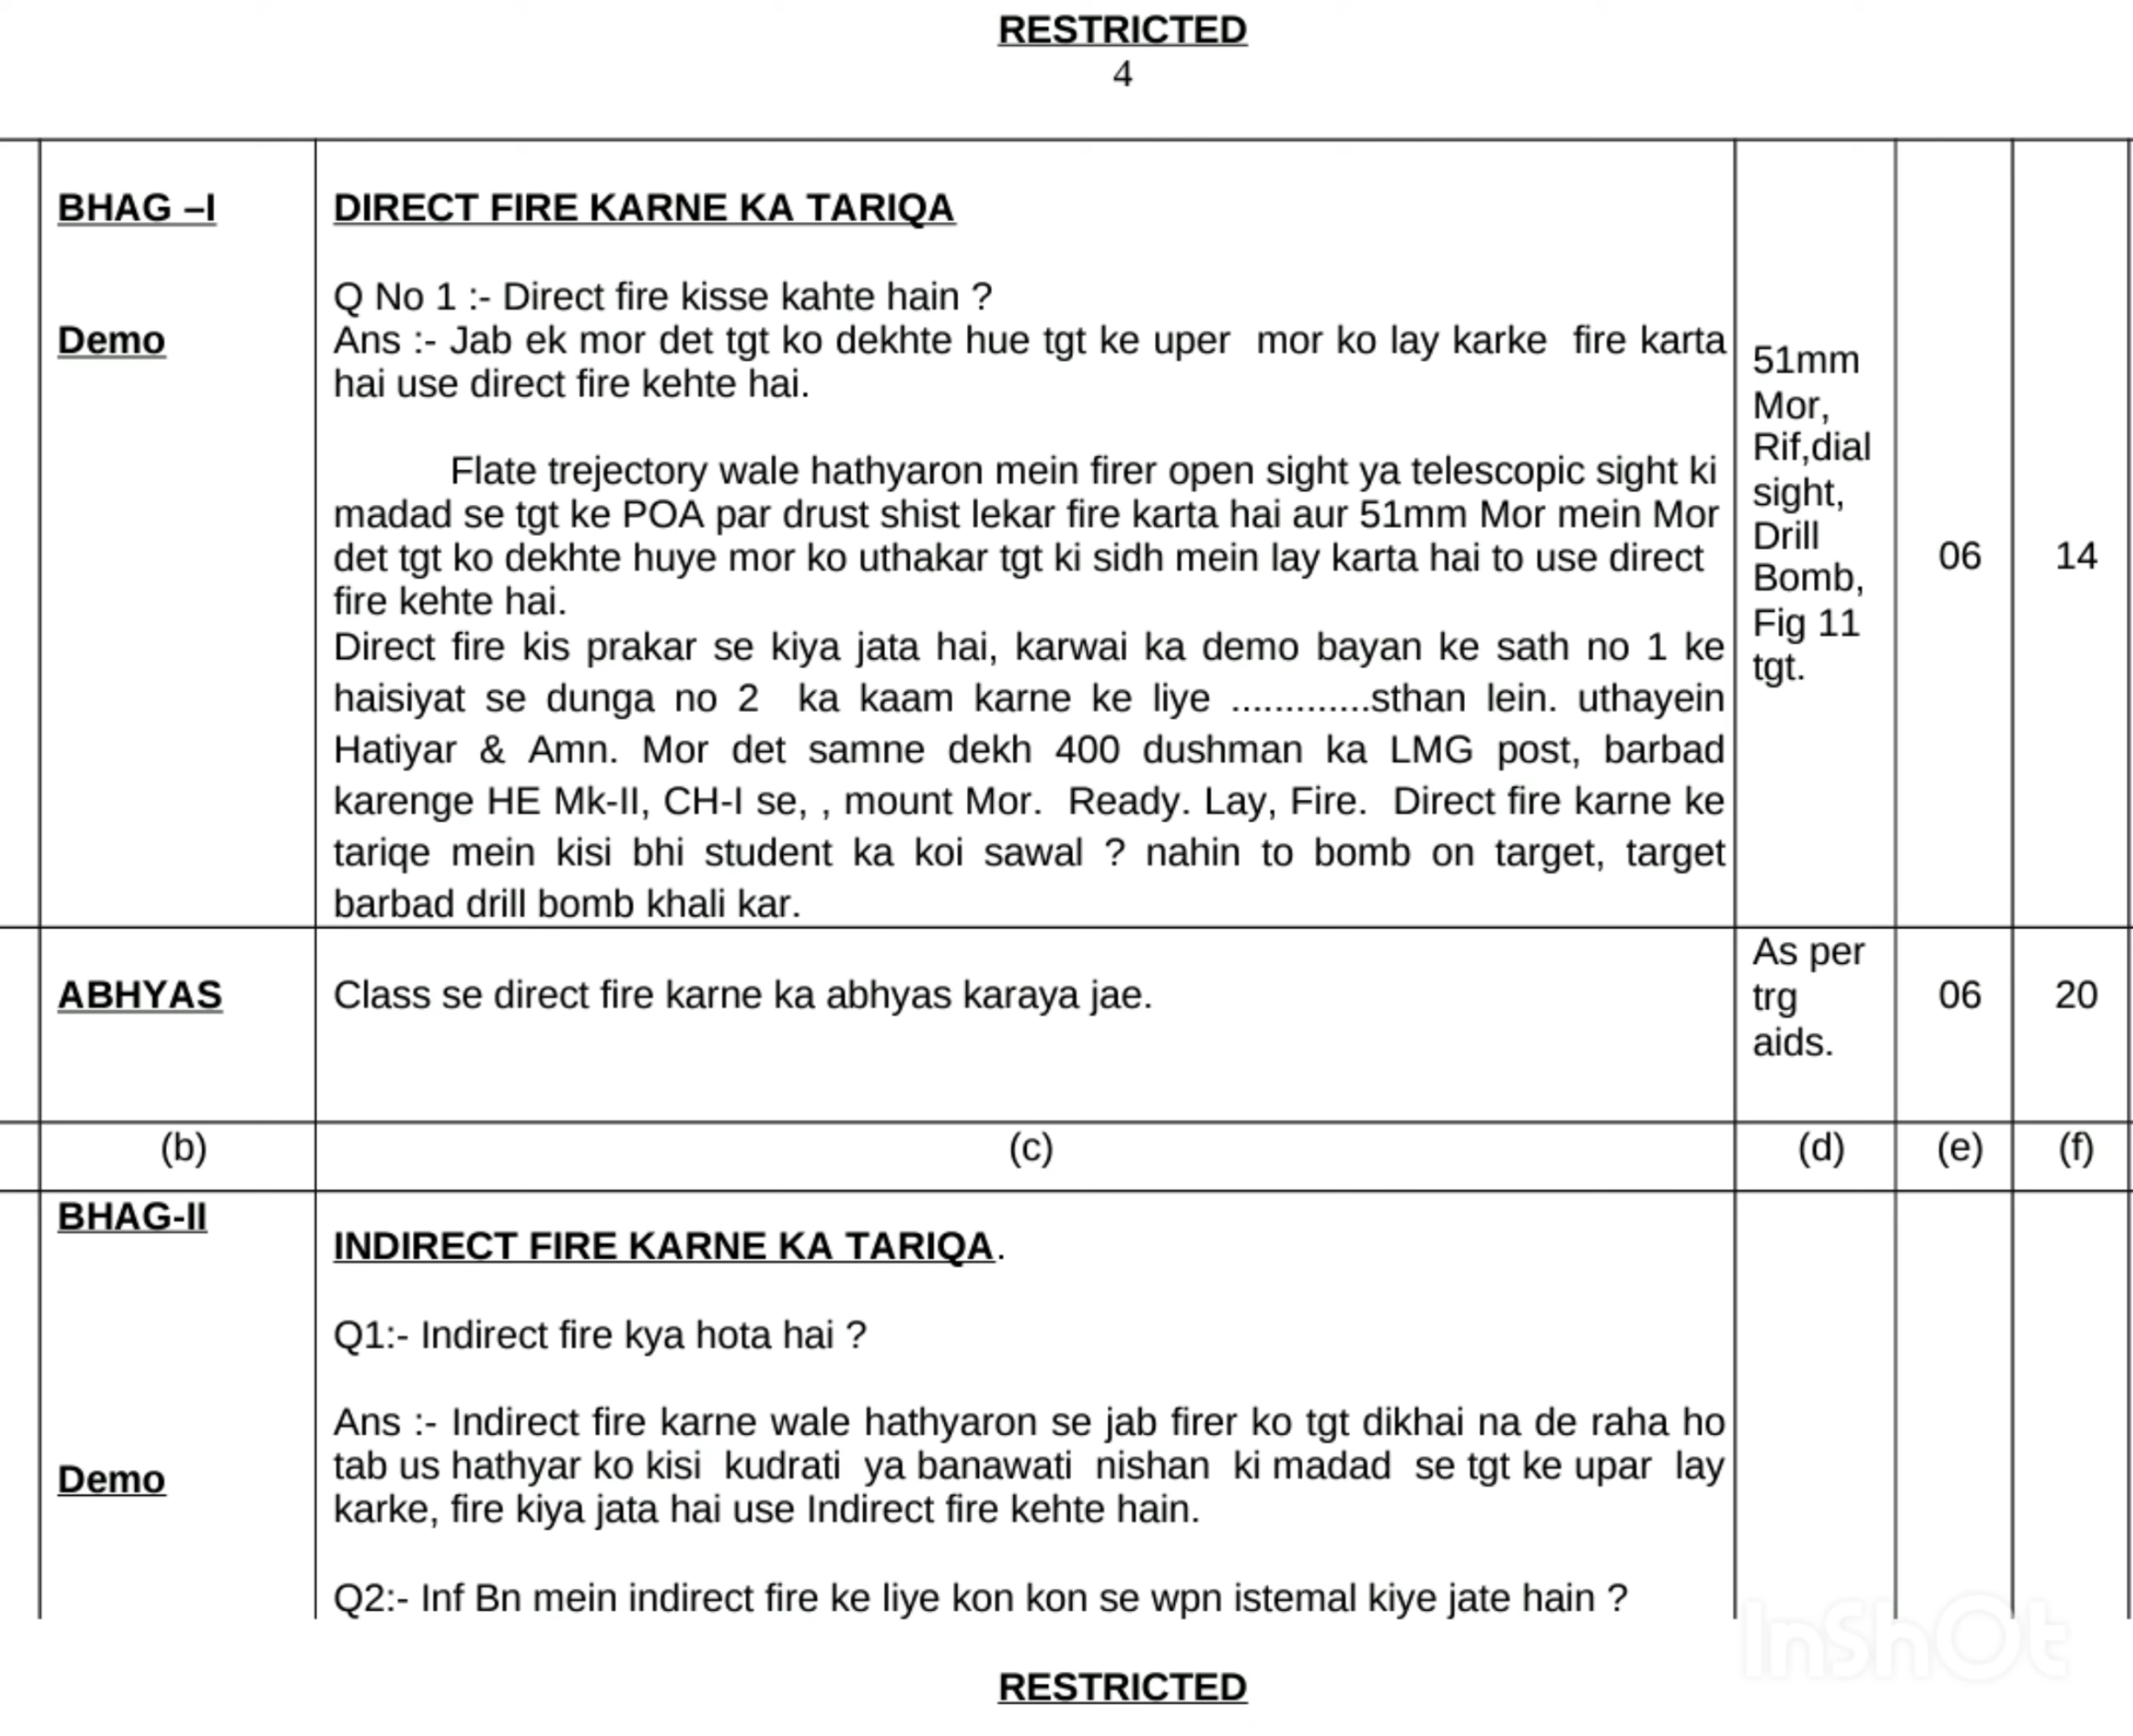 RESTRICTED
4
BHAG –I
DIRECT FIRE KARNE KA TARIQA
Q No 1 :- Direct fire kisse kahte hain ?
Demo
Ans :- Jab ek mor det tgt ko dekhte hue tgt ke uper mor ko lay karke fire karta
hai use direct fire kehte hai.
Flate trejectory wale hathyaron mein firer open sight ya telescopic sight ki
madad se tgt ke POA par drust shist lekar fire karta hai aur 51mm Mor mein Mor
det tgt ko dekhte huye mor ko uthakar tgt ki sidh mein lay karta hai to use direct
fire kehte hai.
Direct fire kis prakar se kiya jata hai, karwai ka demo bayan ke sath no 1 ke
haisiyat se dunga no 2 ka kaam karne ke liye .............sthan lein. uthayein
Hatiyar & Amn. Mor det samne dekh 400 dushman ka LMG post, barbad
karenge HE Mk-II, CH-I se, , mount Mor. Ready. Lay, Fire. Direct fire karne ke
tariqe mein kisi bhi student ka koi sawal ? nahin to bomb on target, target
barbad drill bomb khali kar.
51mm
Mor,
Rif,dial
sight,
Drill
Bomb,
Fig 11
tgt.
06
14
ABHYAS
Class se direct fire karne ka abhyas karaya jae.
As per
trg
aids.
06
20
(b)
(c)
(d)
(e)
(f)
BHAG-II
INDIRECT FIRE KARNE KA TARIQA.
Q1:- Indirect fire kya hota hai ?
Demo
Ans :- Indirect fire karne wale hathyaron se jab firer ko tgt dikhai na de raha ho
tab us hathyar ko kisi kudrati ya banawati nishan ki madad se tgt ke upar lay
karke, fire kiya jata hai use Indirect fire kehte hain.
Q2:- Inf Bn mein indirect fire ke liye kon kon se wpn istemal kiye jate hain ?
InShOt
RESTRICTED